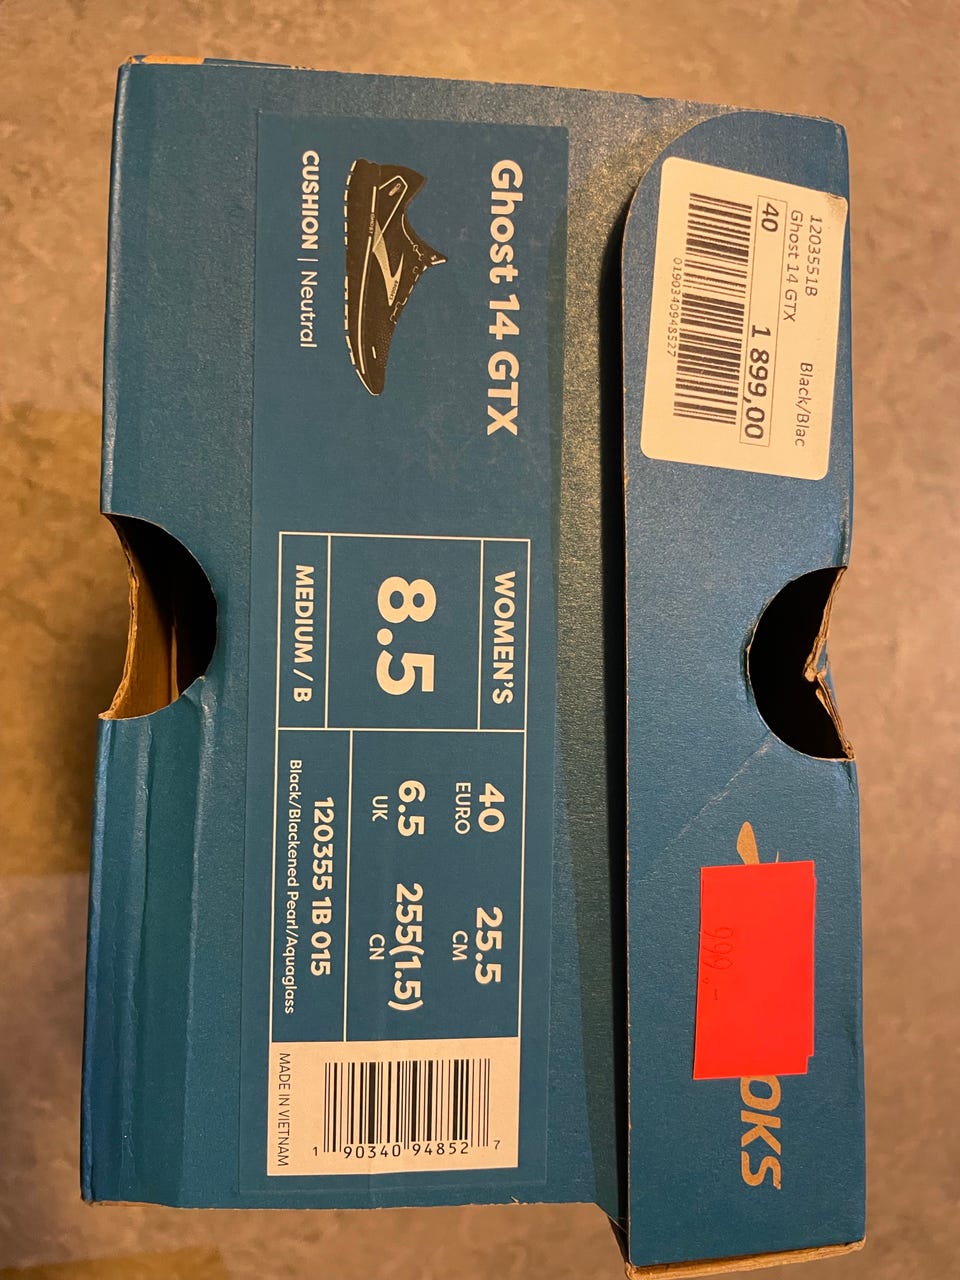 1203551B
Ghost 14 GTX Black/Blac
40 1 899,00
0190340948527
999,-
OKS
Ghost 14 GTX
CUSHION | Neutral
WOMEN'S
8.5
MEDIUM / B
40 25.5
EURO CM
6.5 255(1.5)
UK CN
120355 1B 015
Black/Blackened Pearl/Aquaglass
1 90340 94852 7
MADE IN VIETNAM